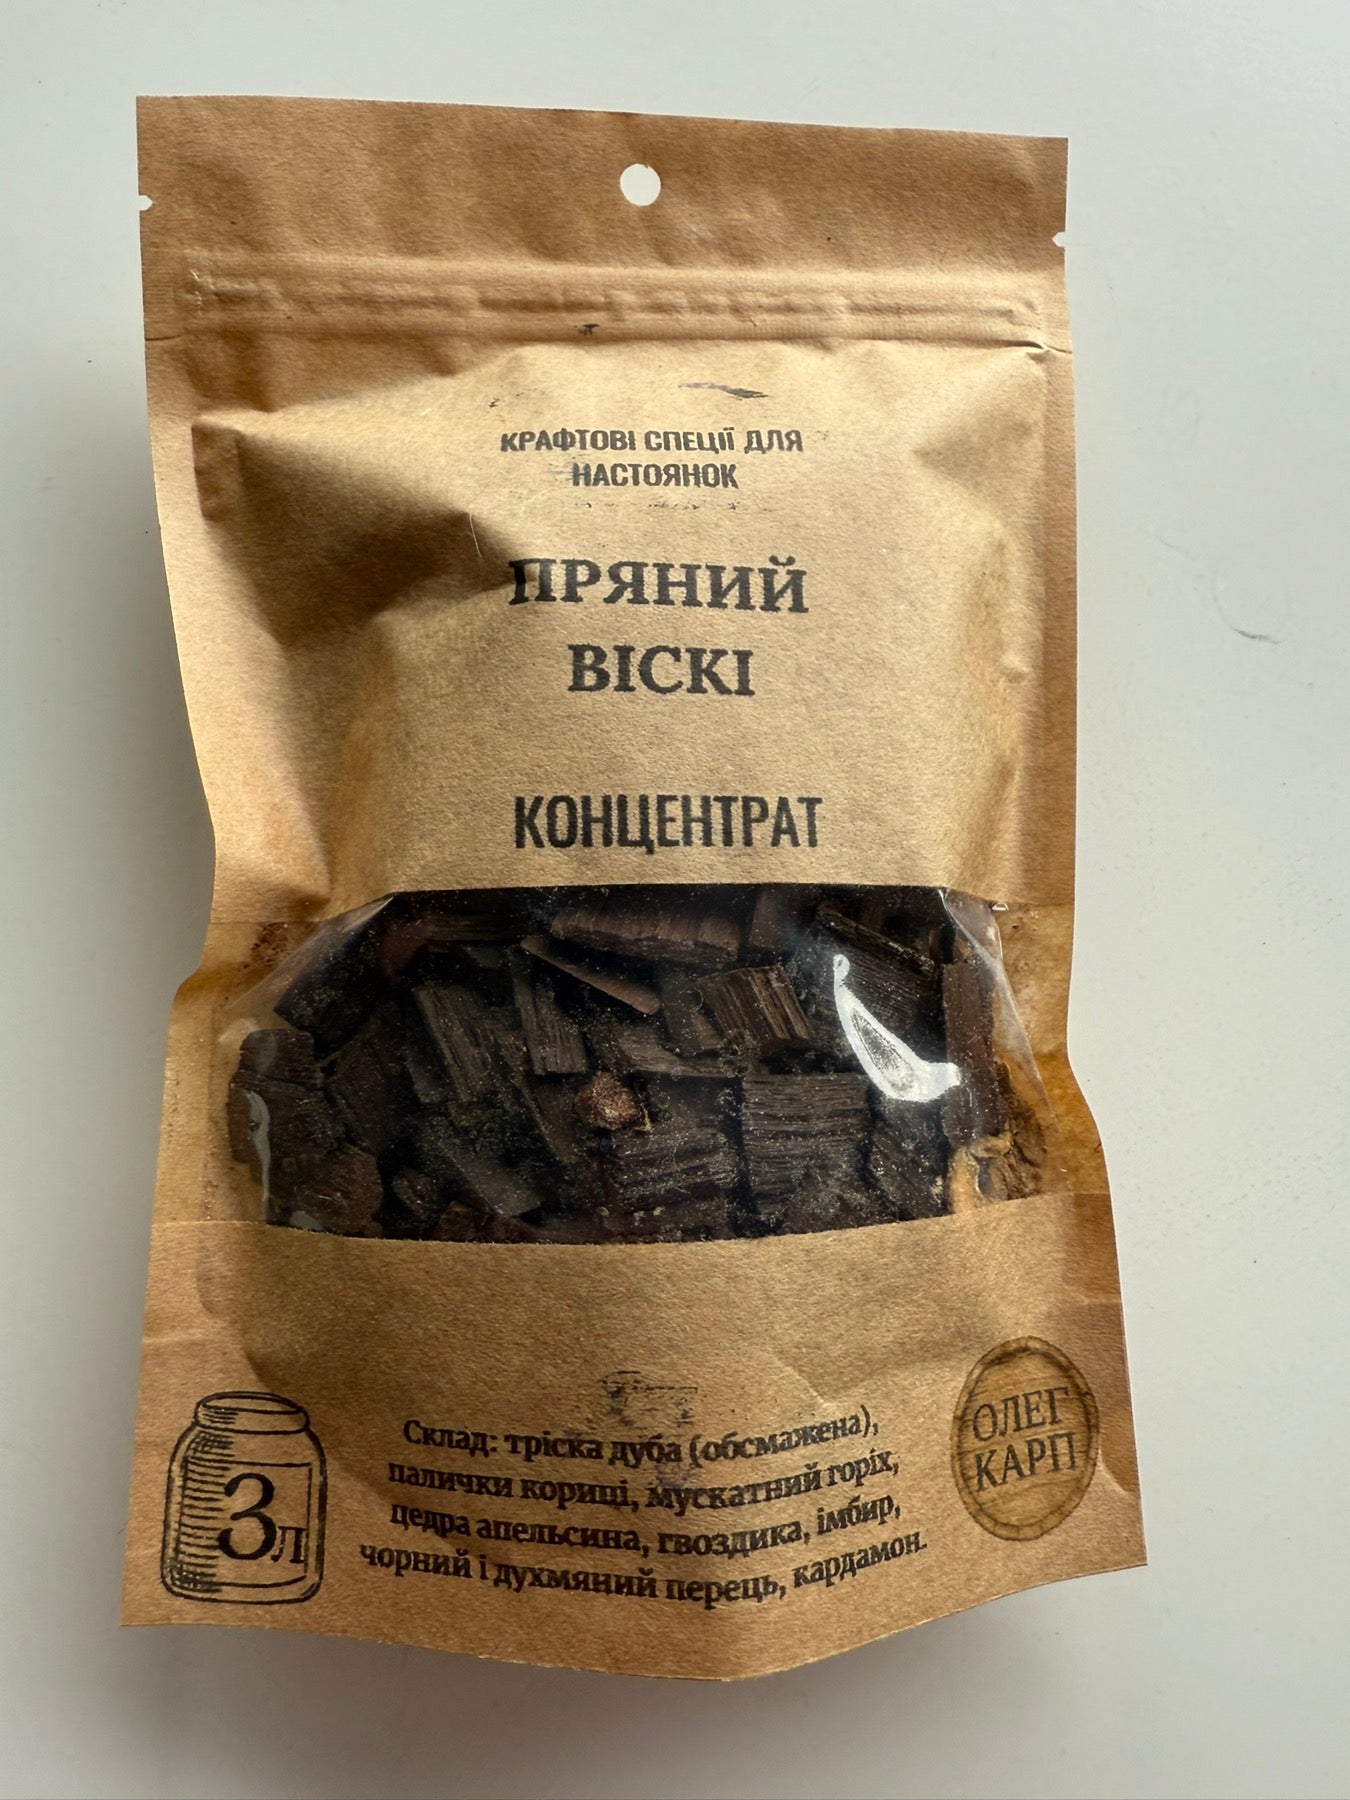 КРАФТОВІ СПЕЦІЇ ДЛЯ
НАСТОЯНОК
ПРЯНИЙ
ВІСКІ
КОНЦЕНТРАТ
Склад: тріска дуба (обсмажена),
палички кориці, мускатний горіх,
цедра апельсина, гвоздика, імбир,
чорний і духмяний перець, кардамон.
3л
ОЛЕГ
КАРП